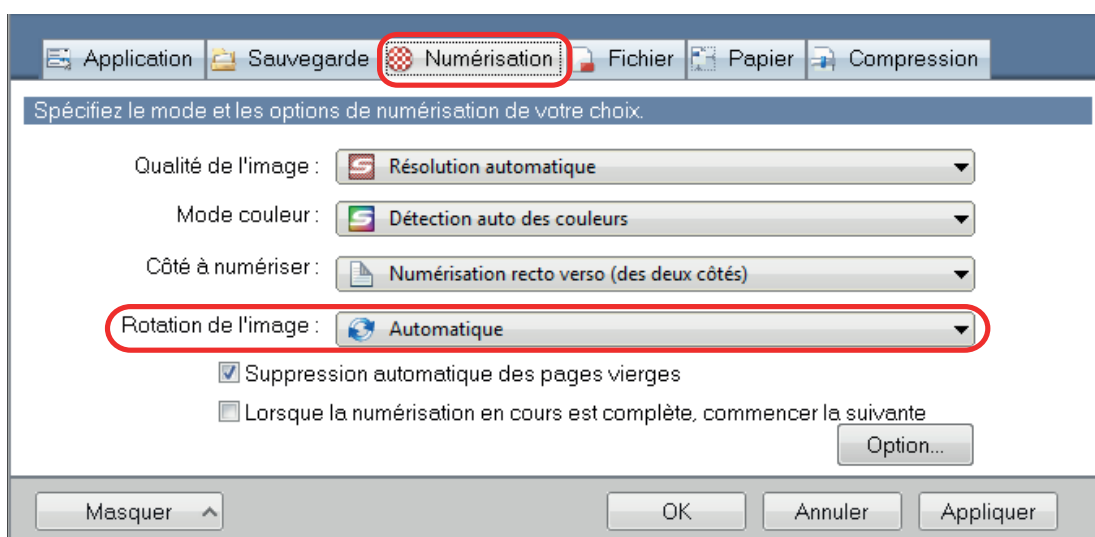 Application Sauvegarde Numérisation Fichier Papier Compression
Spécifiez le mode et les options de numérisation de votre choix.
Qualité de l'image : Résolution automatique
Mode couleur : Détection auto des couleurs
Côté à numériser : Numérisation recto verso (des deux côtés)
Rotation de l'image : Automatique
Suppression automatique des pages vierges
Lorsque la numérisation en cours est complète, commencer la suivante
Option...
Masquer OK Annuler Appliquer